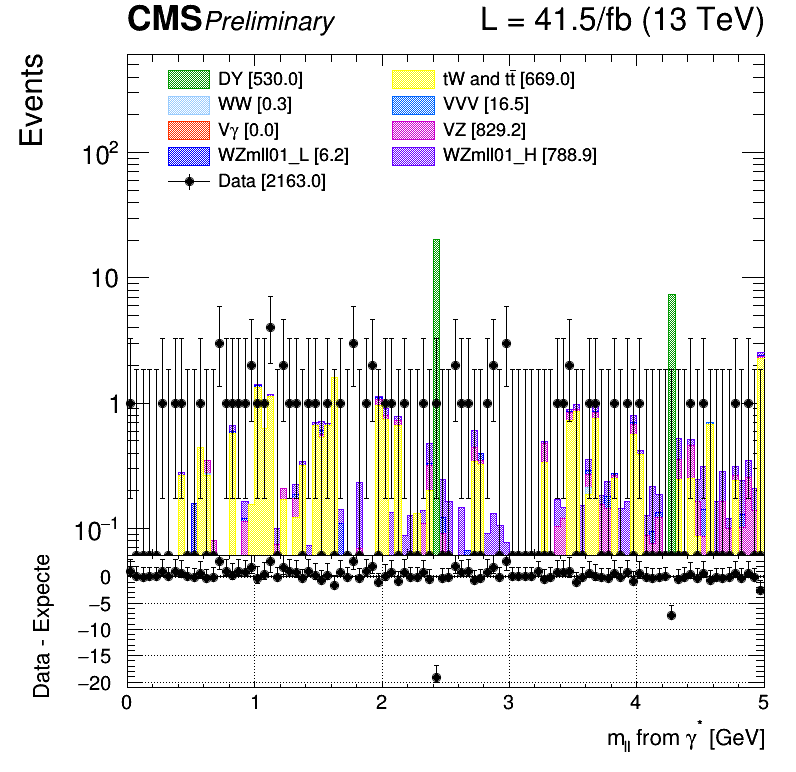 CMS Preliminary L = 41.5/fb (13 TeV)
Events
DY [530.0] tW and tt̄ [669.0]
WW [0.3] VVV [16.5]
Vγ [0.0] VZ [829.2]
WZmll01_L [6.2] WZmll01_H [788.9]
Data [2163.0]
10²
10
1
10⁻¹
Data - Expecte
0
−5
−10
−15
−20
0 1 2 3 4 5
m_ll from γ* [GeV]